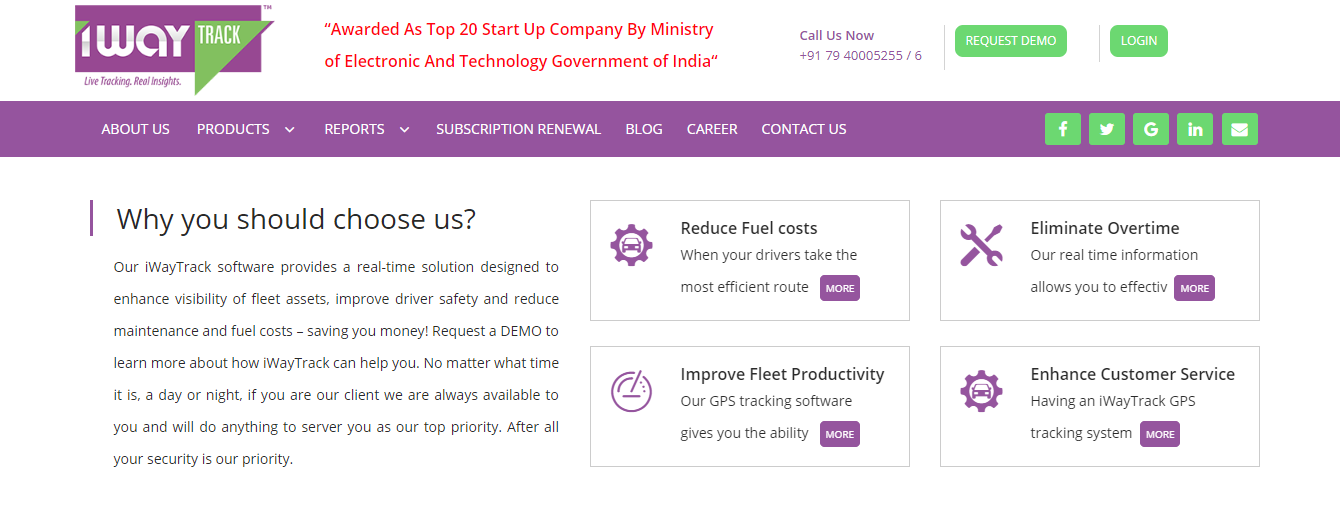 iWAY TRACK™
Live Tracking. Real Insights.
“Awarded As Top 20 Start Up Company By Ministry
of Electronic And Technology Government of India“
Call Us Now
+91 79 40005255 / 6
REQUEST DEMO
LOGIN
ABOUT US
PRODUCTS
REPORTS
SUBSCRIPTION RENEWAL
BLOG
CAREER
CONTACT US
Why you should choose us?
Our iWayTrack software provides a real-time solution designed to
enhance visibility of fleet assets, improve driver safety and reduce
maintenance and fuel costs – saving you money! Request a DEMO to
learn more about how iWayTrack can help you. No matter what time
it is, a day or night, if you are our client we are always available to
you and will do anything to server you as our top priority. After all
your security is our priority.
Reduce Fuel costs
When your drivers take the
most efficient route MORE
Eliminate Overtime
Our real time information
allows you to effectiv MORE
Improve Fleet Productivity
Our GPS tracking software
gives you the ability MORE
Enhance Customer Service
Having an iWayTrack GPS
tracking system MORE